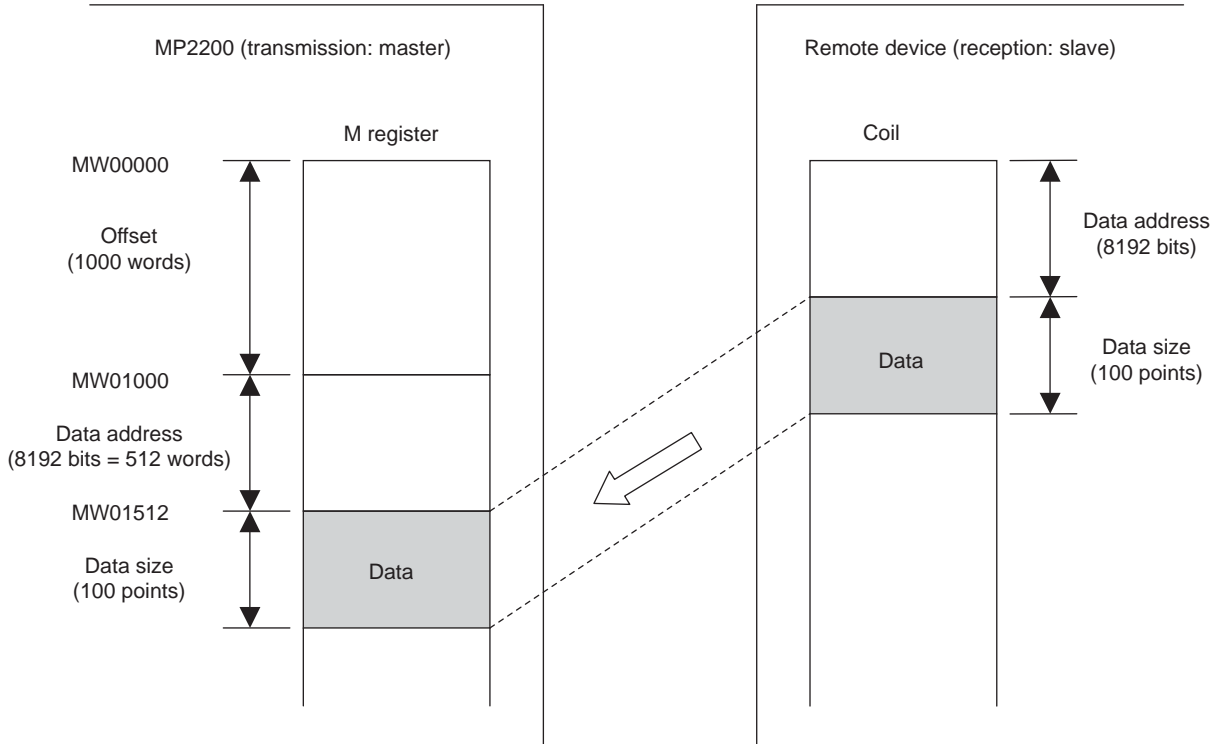 MP2200 (transmission: master)
M register
MW00000
Offset
(1000 words)
MW01000
Data address
(8192 bits = 512 words)
MW01512
Data size
(100 points)
Data
Remote device (reception: slave)
Coil
Data address
(8192 bits)
Data
Data size
(100 points)